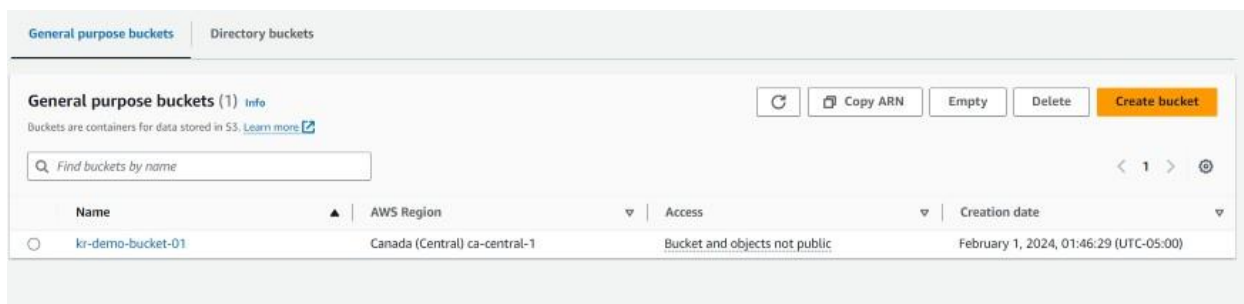 General purpose buckets Directory buckets
General purpose buckets (1) Info Copy ARN Empty Delete Create bucket
Buckets are containers for data stored in S3. Learn more
Find buckets by name 1
Name AWS Region Access Creation date
kr-demo-bucket-01 Canada (Central) ca-central-1 Bucket and objects not public February 1, 2024, 01:46:29 (UTC-05:00)